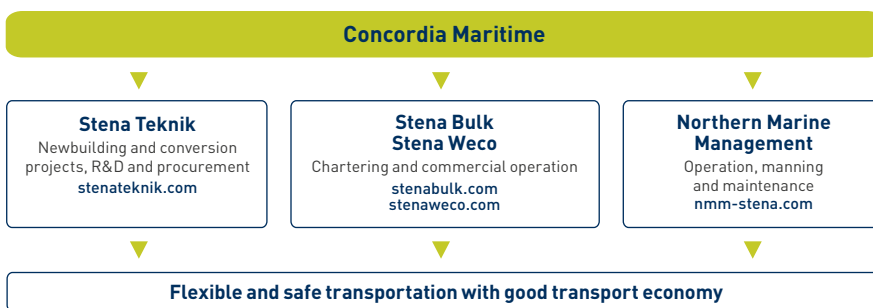 Concordia Maritime
Stena Teknik
Newbuilding and conversion
projects, R&D and procurement
stenateknik.com
Stena Bulk
Stena Weco
Chartering and commercial operation
stenabulk.com
stenaweco.com
Northern Marine
Management
Operation, manning
and maintenance
nmm-stena.com
Flexible and safe transportation with good transport economy